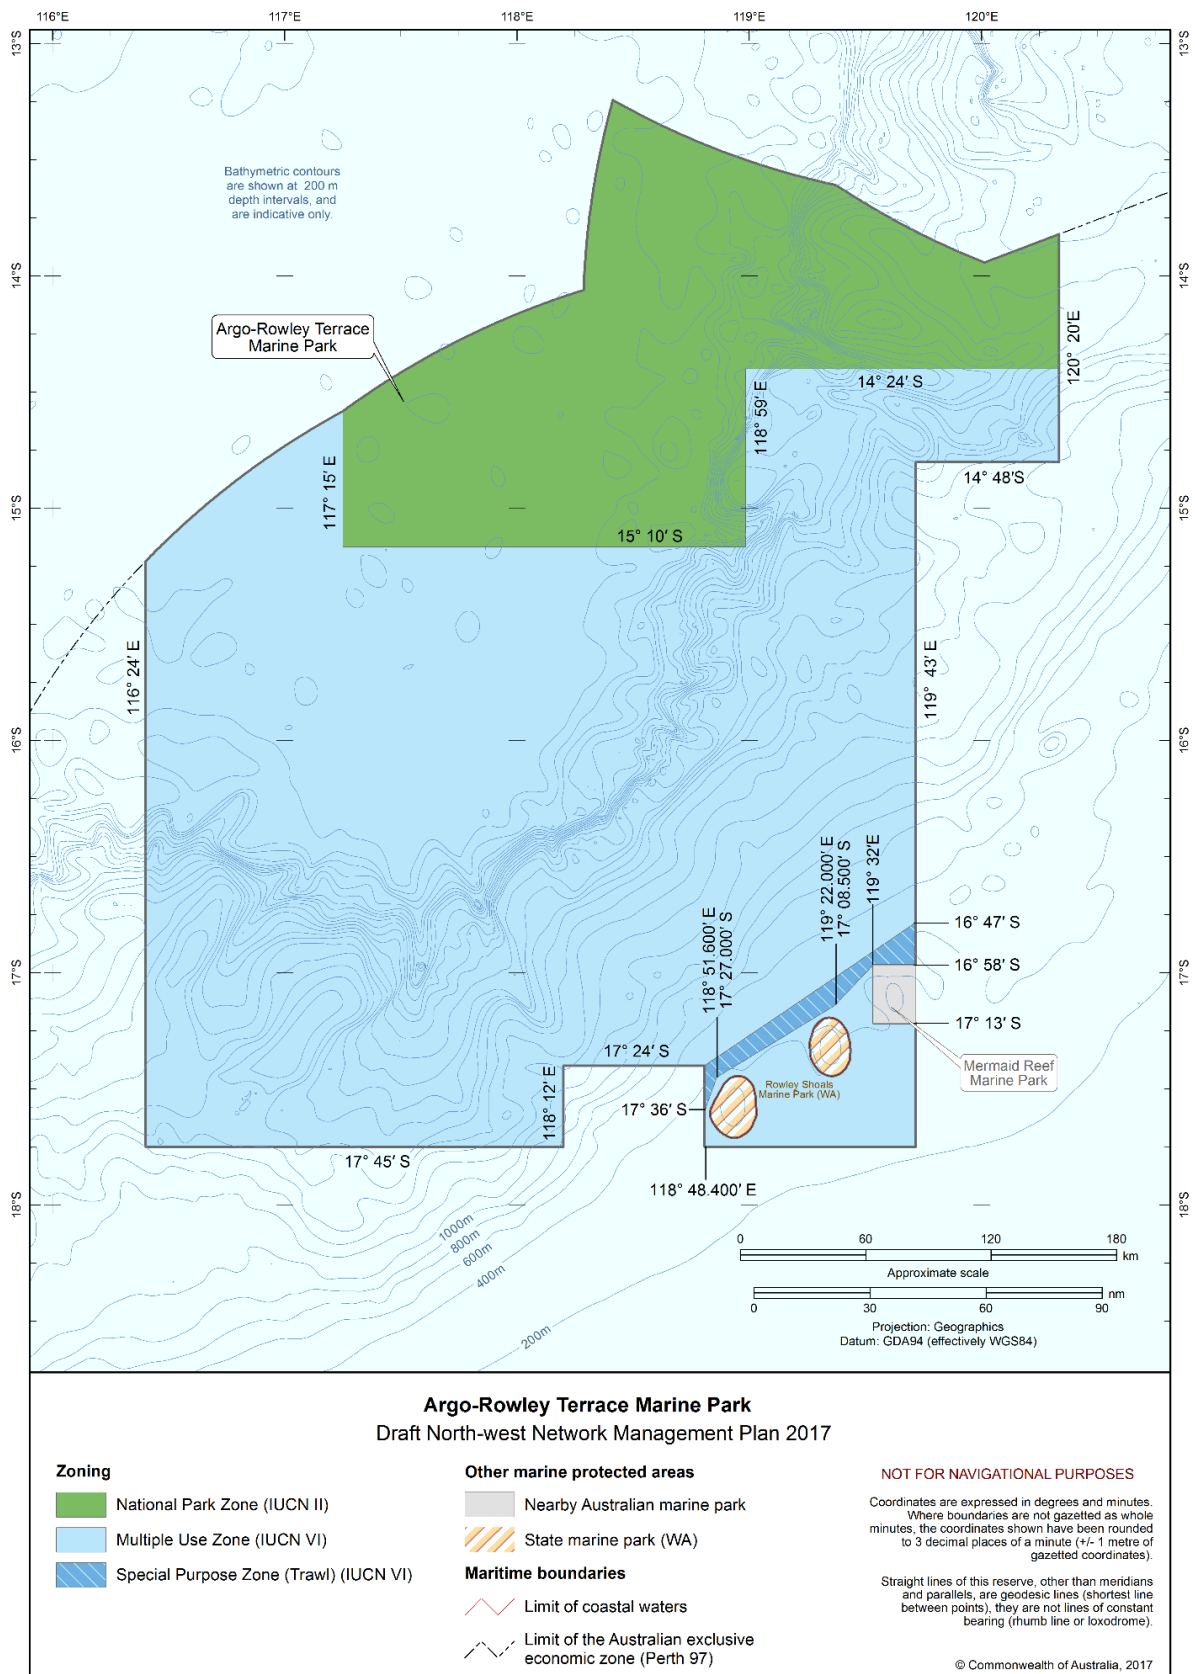 116°E
117°E
118°E
119°E
120°E
13°S
13°S
Bathymetric contours
are shown at 200 m
depth intervals, and
are indicative only.
14°S
14°S
Argo-Rowley Terrace
Marine Park
120° 20'E
118° 59' E
14° 24' S
117° 15' E
14° 48'S
15°S
15°S
15° 10' S
116° 24' E
119° 43' E
16°S
16°S
119° 22.000' E
17° 08.500' S
119° 32'E
118° 51.600' E
17° 27.000' S
16° 47' S
16° 58' S
17°S
17°S
17° 13' S
17° 24' S
Mermaid Reef
Marine Park
118° 12' E
Rowley Shoals
Marine Park (WA)
17° 36' S
17° 45' S
118° 48.400' E
18°S
18°S
1000m
800m
600m
400m
200m
0
60
120
180
km
Approximate scale
nm
0
30
60
90
Projection: Geographics
Datum: GDA94 (effectively WGS84)
Argo-Rowley Terrace Marine Park
Draft North-west Network Management Plan 2017
Zoning
National Park Zone (IUCN II)
Multiple Use Zone (IUCN VI)
Special Purpose Zone (Trawl) (IUCN VI)
Other marine protected areas
Nearby Australian marine park
State marine park (WA)
Maritime boundaries
Limit of coastal waters
Limit of the Australian exclusive
economic zone (Perth 97)
NOT FOR NAVIGATIONAL PURPOSES
Coordinates are expressed in degrees and minutes.
Where boundaries are not gazetted as whole
minutes, the coordinates shown have been rounded
to 3 decimal places of a minute (+/- 1 metre of
gazetted coordinates).
Straight lines of this reserve, other than meridians
and parallels, are geodesic lines (shortest line
between points), they are not lines of constant
bearing (rhumb line or loxodrome).
© Commonwealth of Australia, 2017